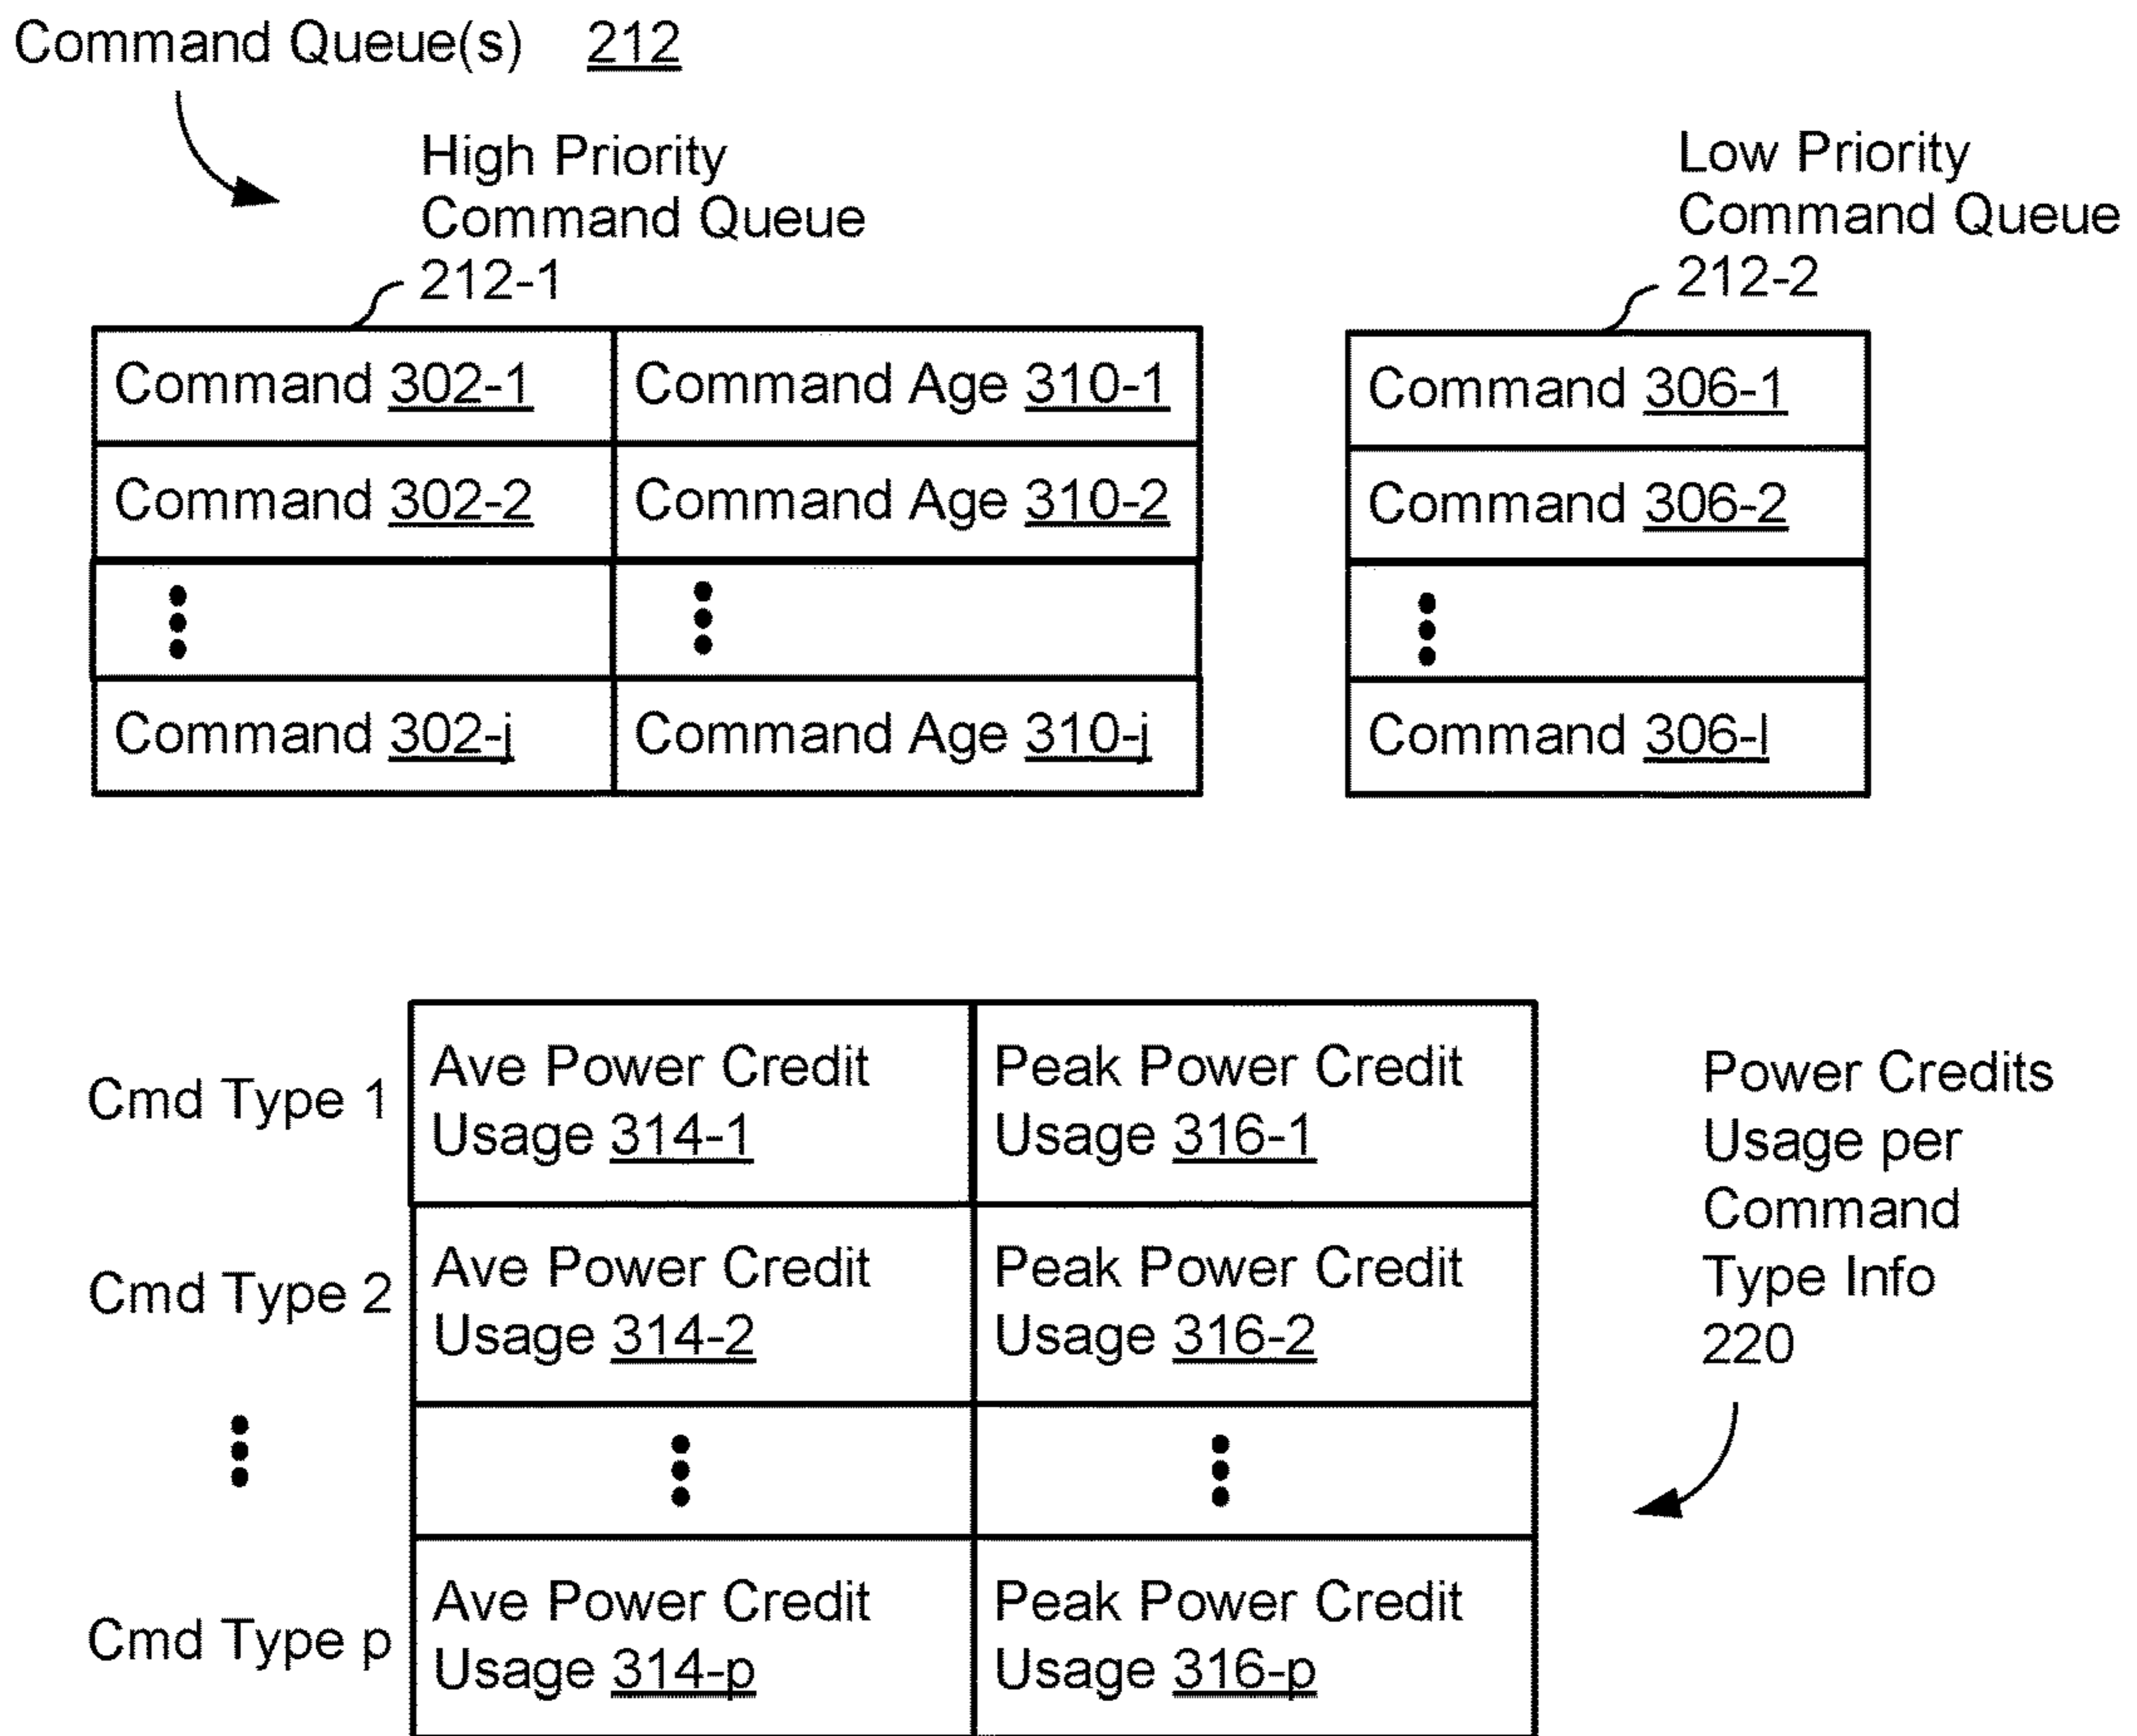 Command Queue(s) 212
High Priority
Command Queue
212-1
Low Priority
Command Queue
212-2
Command 302-1 Command Age 310-1
Command 302-2 Command Age 310-2
Command 302-j Command Age 310-j
Command 306-1
Command 306-2
Command 306-l
Cmd Type 1
Ave Power Credit
Usage 314-1
Peak Power Credit
Usage 316-1
Cmd Type 2
Ave Power Credit
Usage 314-2
Peak Power Credit
Usage 316-2
Cmd Type p
Ave Power Credit
Usage 314-p
Peak Power Credit
Usage 316-p
Power Credits
Usage per
Command
Type Info
220